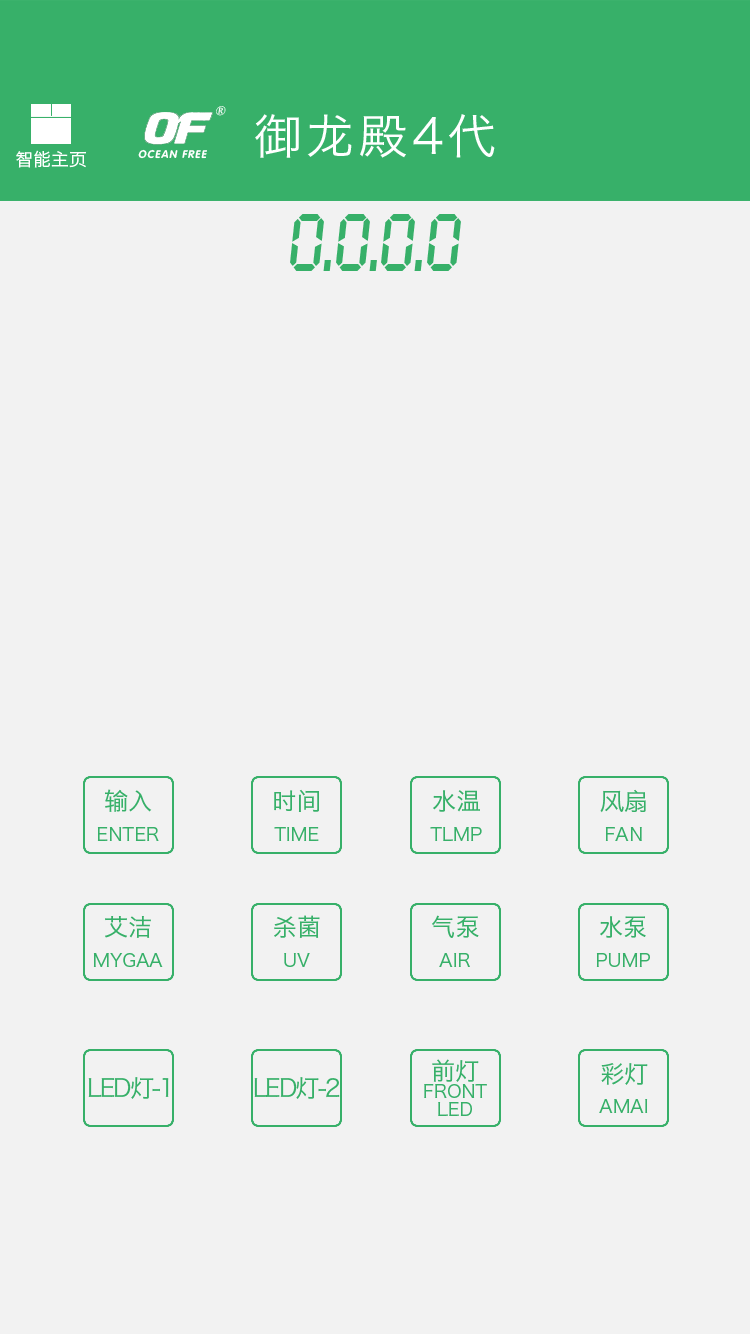 OF®
OCEAN FREE
御龙殿4代
智能主页
0.0.0.0
输入
ENTER
时间
TIME
水温
TLMP
风扇
FAN
艾洁
MYGAA
杀菌
UV
气泵
AIR
水泵
PUMP
LED灯-1
LED灯-2
前灯
FRONT
LED
彩灯
AMAI